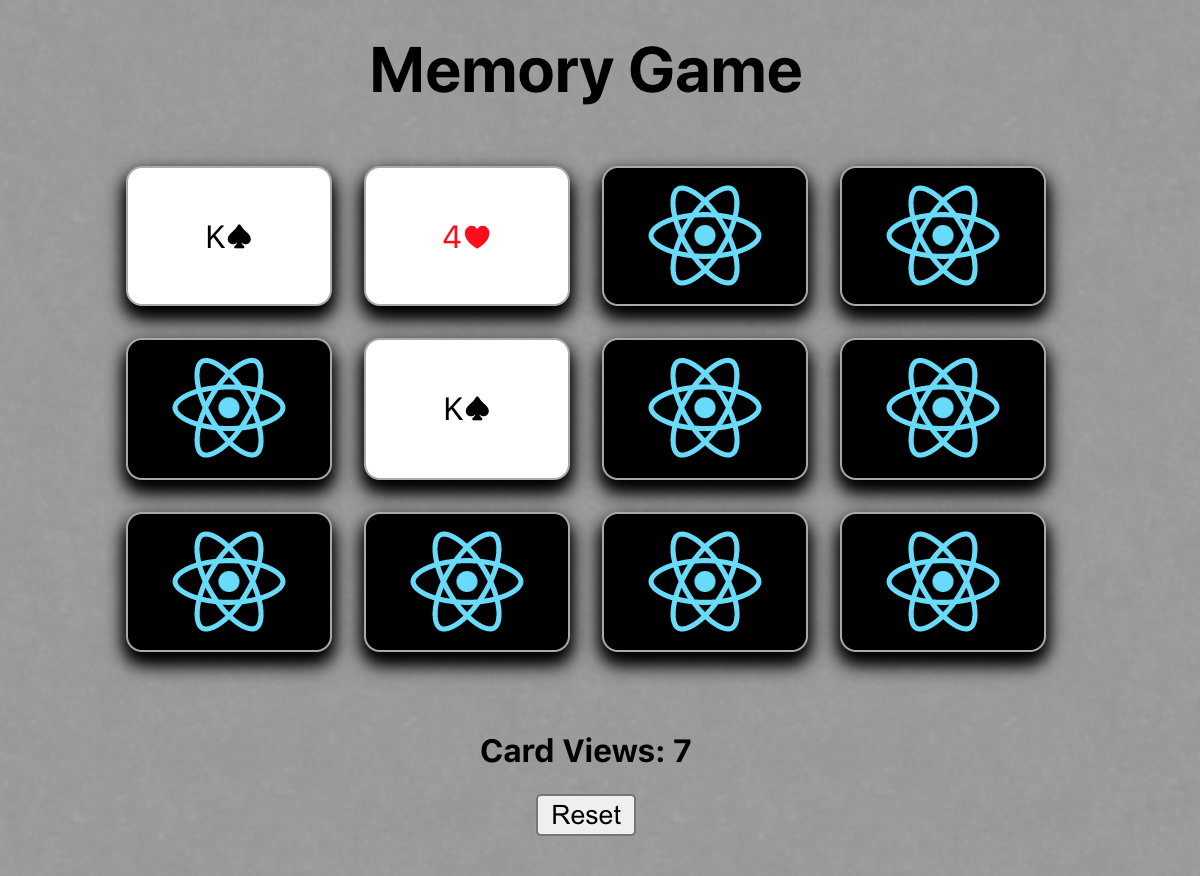 Memory Game
K♠ 4♥
K♠
Card Views: 7
Reset